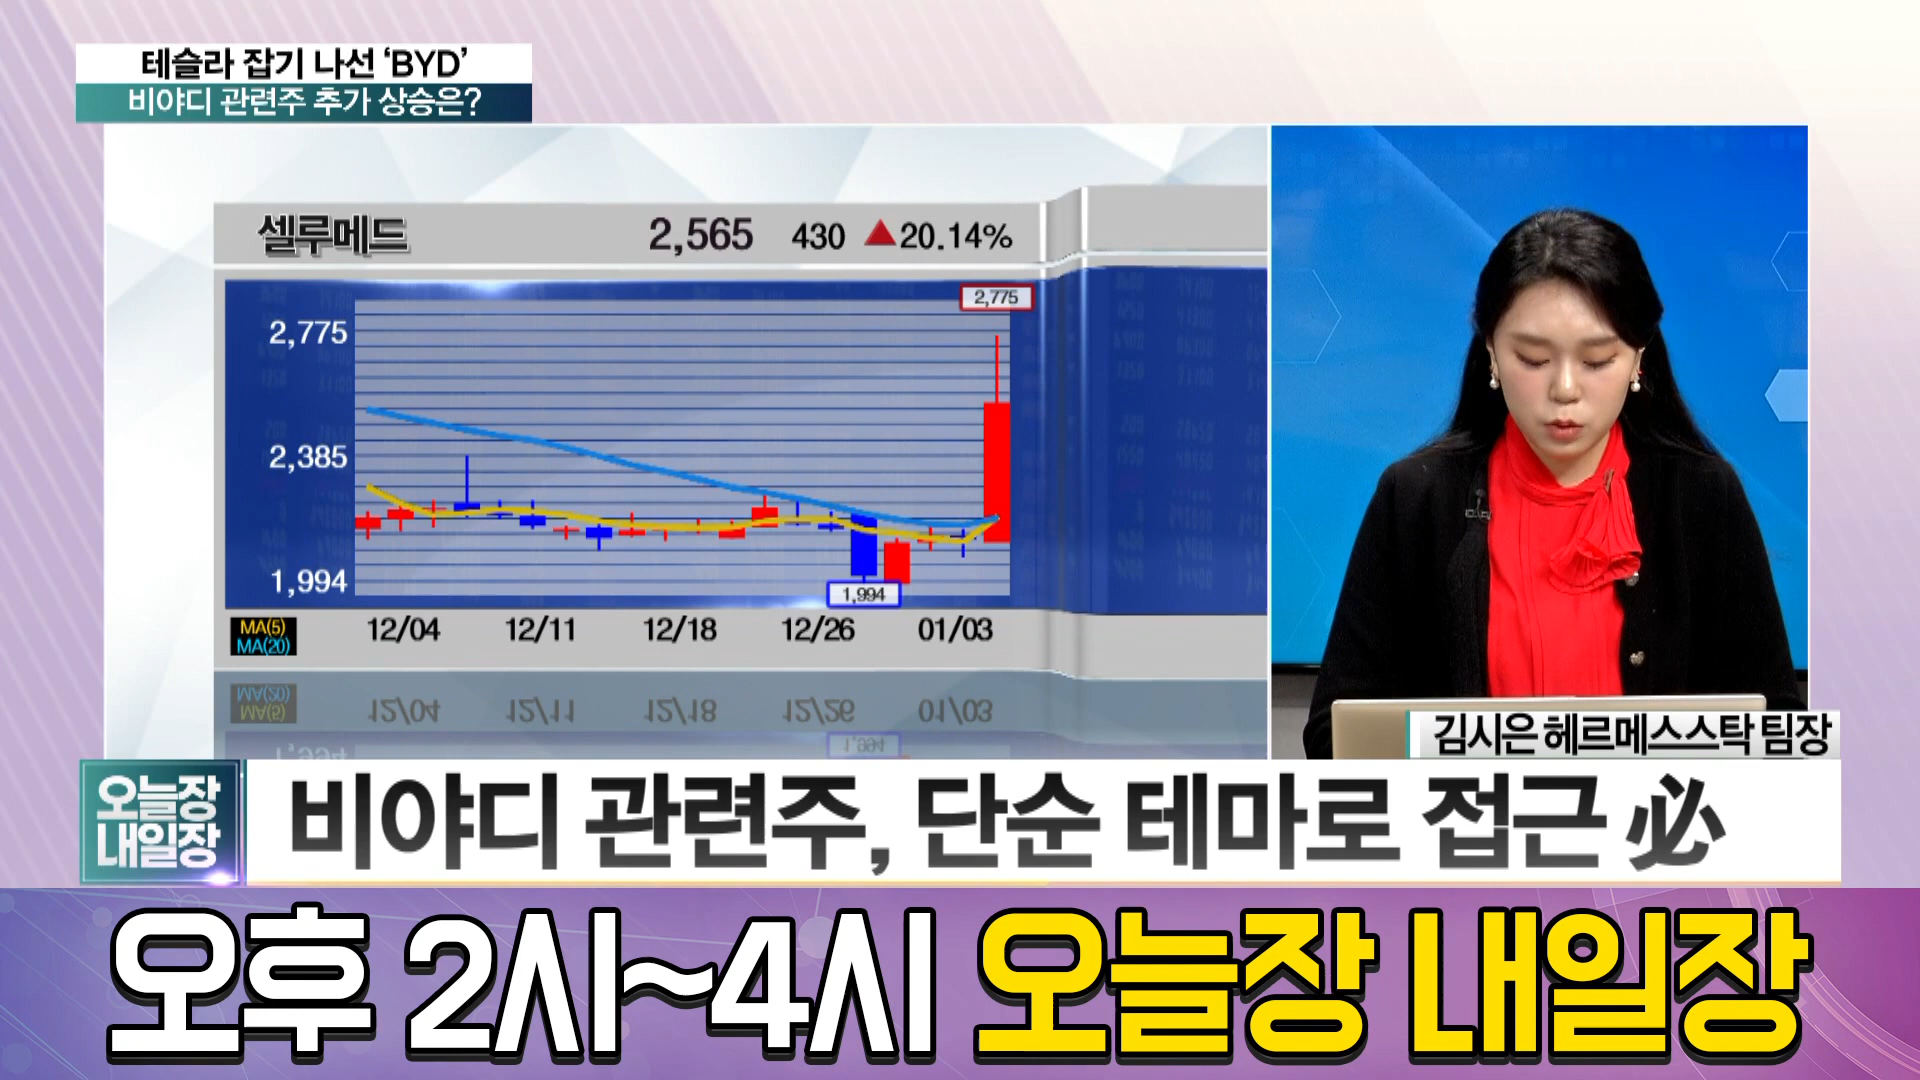 테슬라 잡기 나선 ‘BYD’
비야디 관련주 추가 상승은?
셀루메드 2,565 430 ▲20.14%
2,775
2,775
2,385
1,994
1,994
MA(5)
MA(20)
12/04 12/11 12/18 12/26 01/03
김시은 헤르메스스탁 팀장
오늘장
내일장
비야디 관련주, 단순 테마로 접근 必
오후 2시~4시 오늘장 내일장